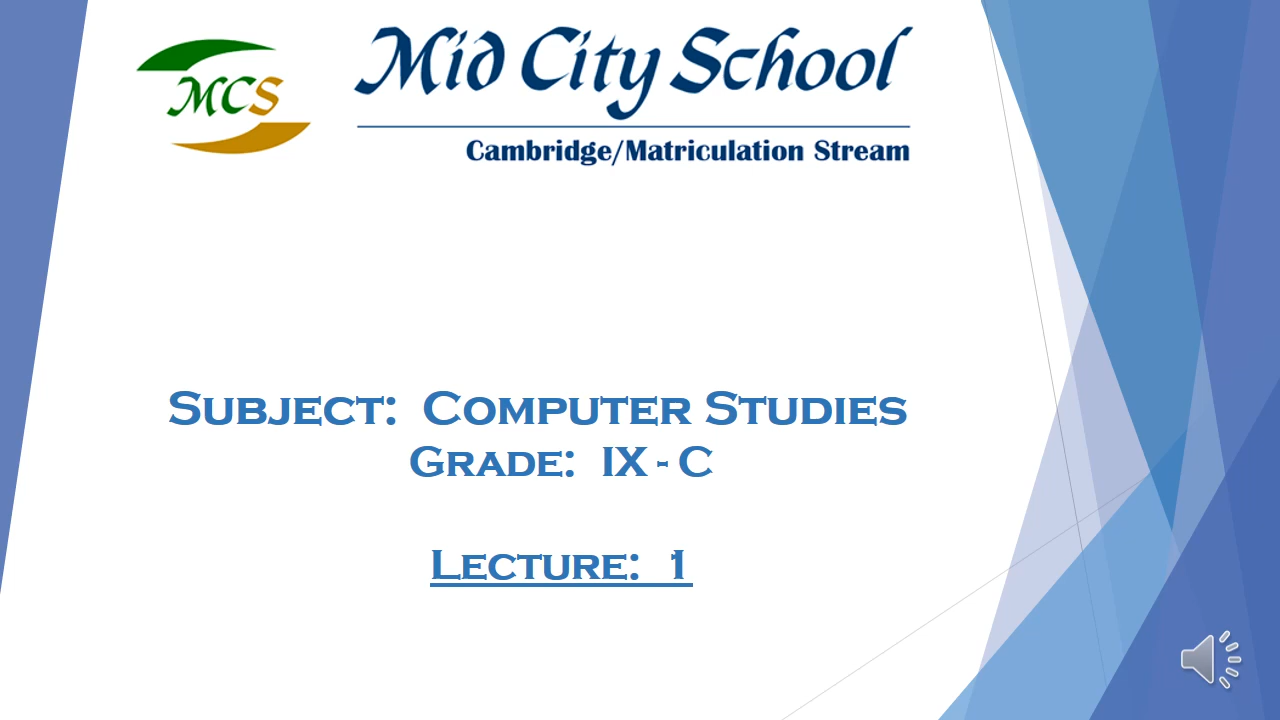 MCS
Mid City School
Cambridge/Matriculation Stream
Subject: Computer Studies
Grade: IX - C
Lecture: 1